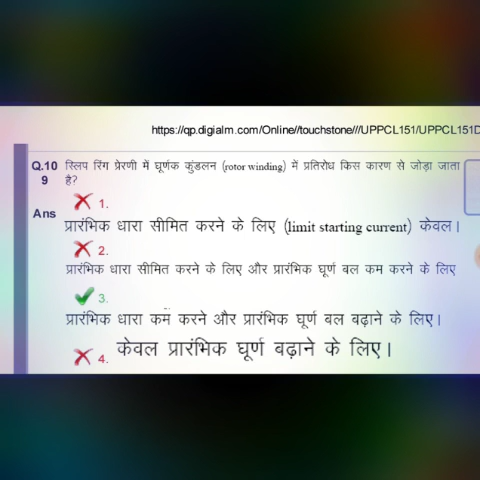 https://qp.digialm.com/Online//touchstone///UPPCL151/UPPCL151D
Q.10 स्लिप रिंग प्रेरणी में घूर्णक कुंडलन (rotor winding) में प्रतिरोध किस कारण से जोड़ा जाता
9 है?
Ans
1.
प्रारंभिक धारा सीमित करने के लिए (limit starting current) केवल।
2.
प्रारंभिक धारा सीमित करने के लिए और प्रारंभिक घूर्ण बल कम करने के लिए
3.
प्रारंभिक धारा कम करने और प्रारंभिक घूर्ण बल बढ़ाने के लिए।
4. केवल प्रारंभिक घूर्ण बढ़ाने के लिए।